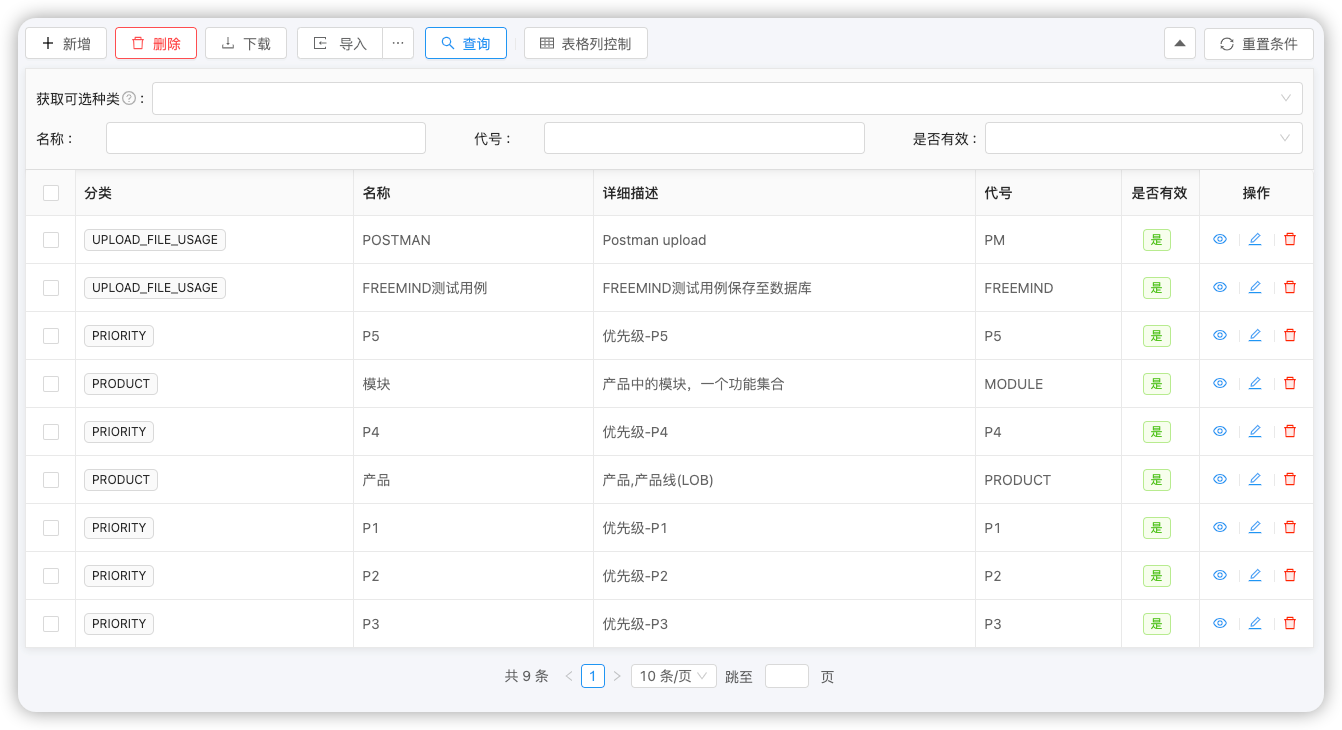 新增 删除 下载 导入 ··· 查询 表格列控制 重置条件
获取可选种类? :
名称 : 代号 : 是否有效 :
分类 名称 详细描述 代号 是否有效 操作
UPLOAD_FILE_USAGE POSTMAN Postman upload PM 是
UPLOAD_FILE_USAGE FREEMIND测试用例 FREEMIND测试用例保存至数据库 FREEMIND 是
PRIORITY P5 优先级-P5 P5 是
PRODUCT 模块 产品中的模块，一个功能集合 MODULE 是
PRIORITY P4 优先级-P4 P4 是
PRODUCT 产品 产品,产品线(LOB) PRODUCT 是
PRIORITY P1 优先级-P1 P1 是
PRIORITY P2 优先级-P2 P2 是
PRIORITY P3 优先级-P3 P3 是
共 9 条 < 1 > 10 条/页 跳至 页